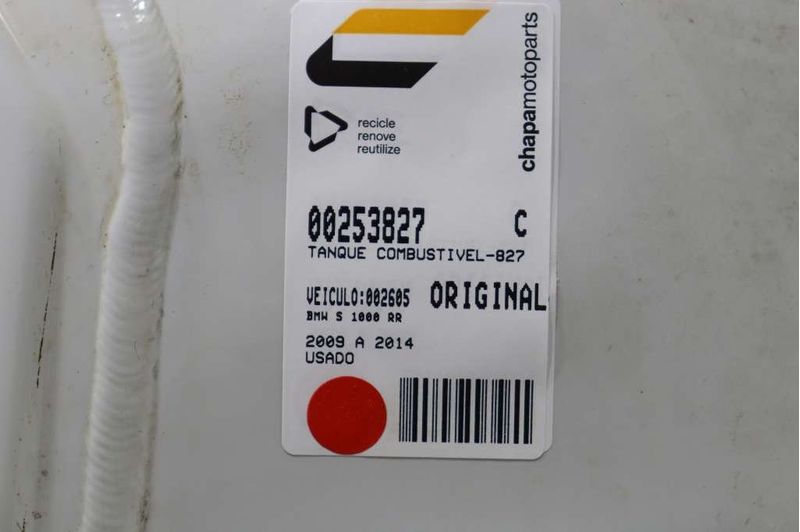 chapamotoparts
recicle
renove
reutilize
00253827 C
TANQUE COMBUSTIVEL-827
VEICULO:002605 ORIGINAL
BMW S 1000 RR
2009 A 2014
USADO